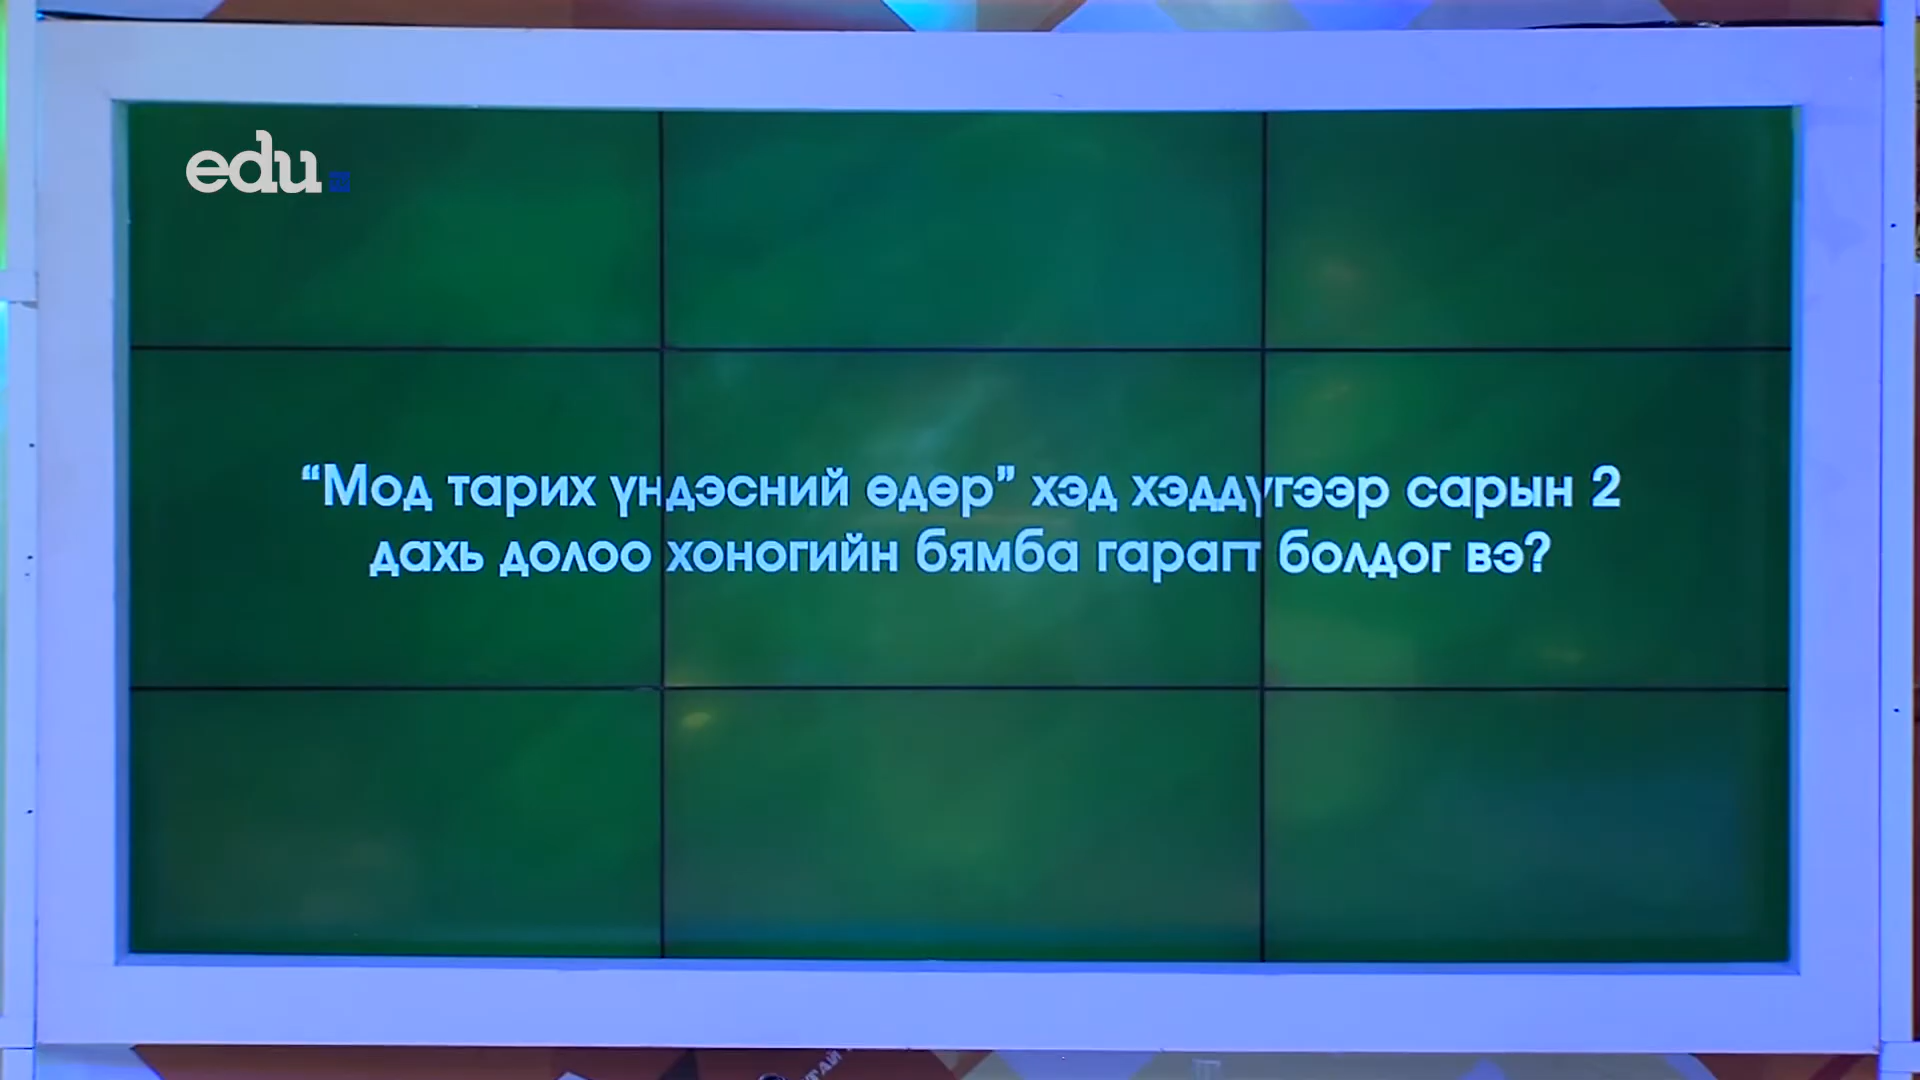 edu
“Мод тарих үндэсний өдөр” хэд хэддүгээр сарын 2
дахь долоо хоногийн бямба гарагт болдог вэ?